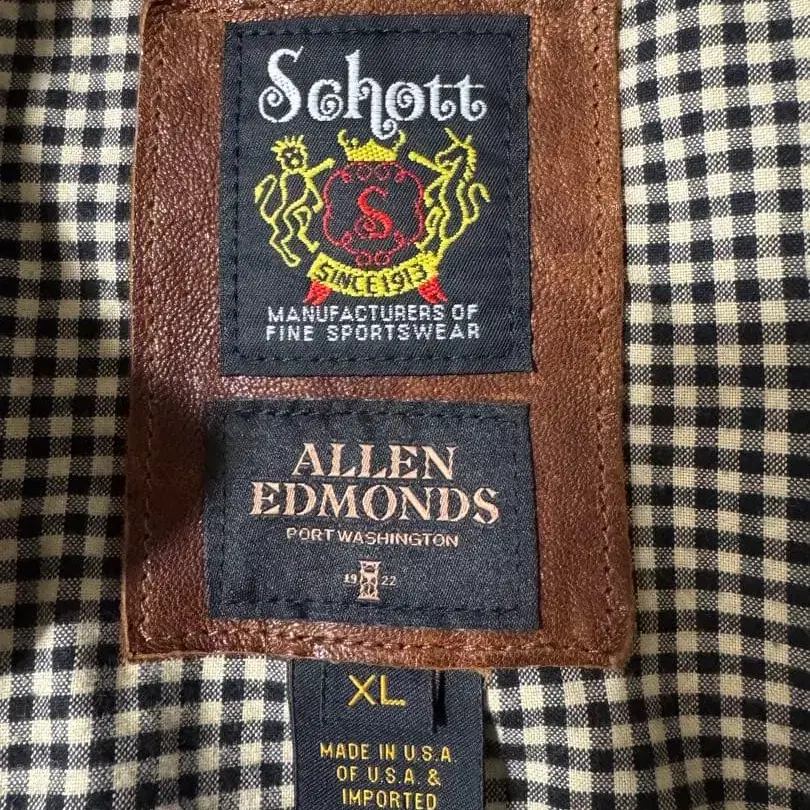 Schott
S
SINCE 1913
MANUFACTURERS OF
FINE SPORTSWEAR
ALLEN
EDMONDS
PORT WASHINGTON
19 22
XL
MADE IN U.S.A
OF U.S.A. &
IMPORTED